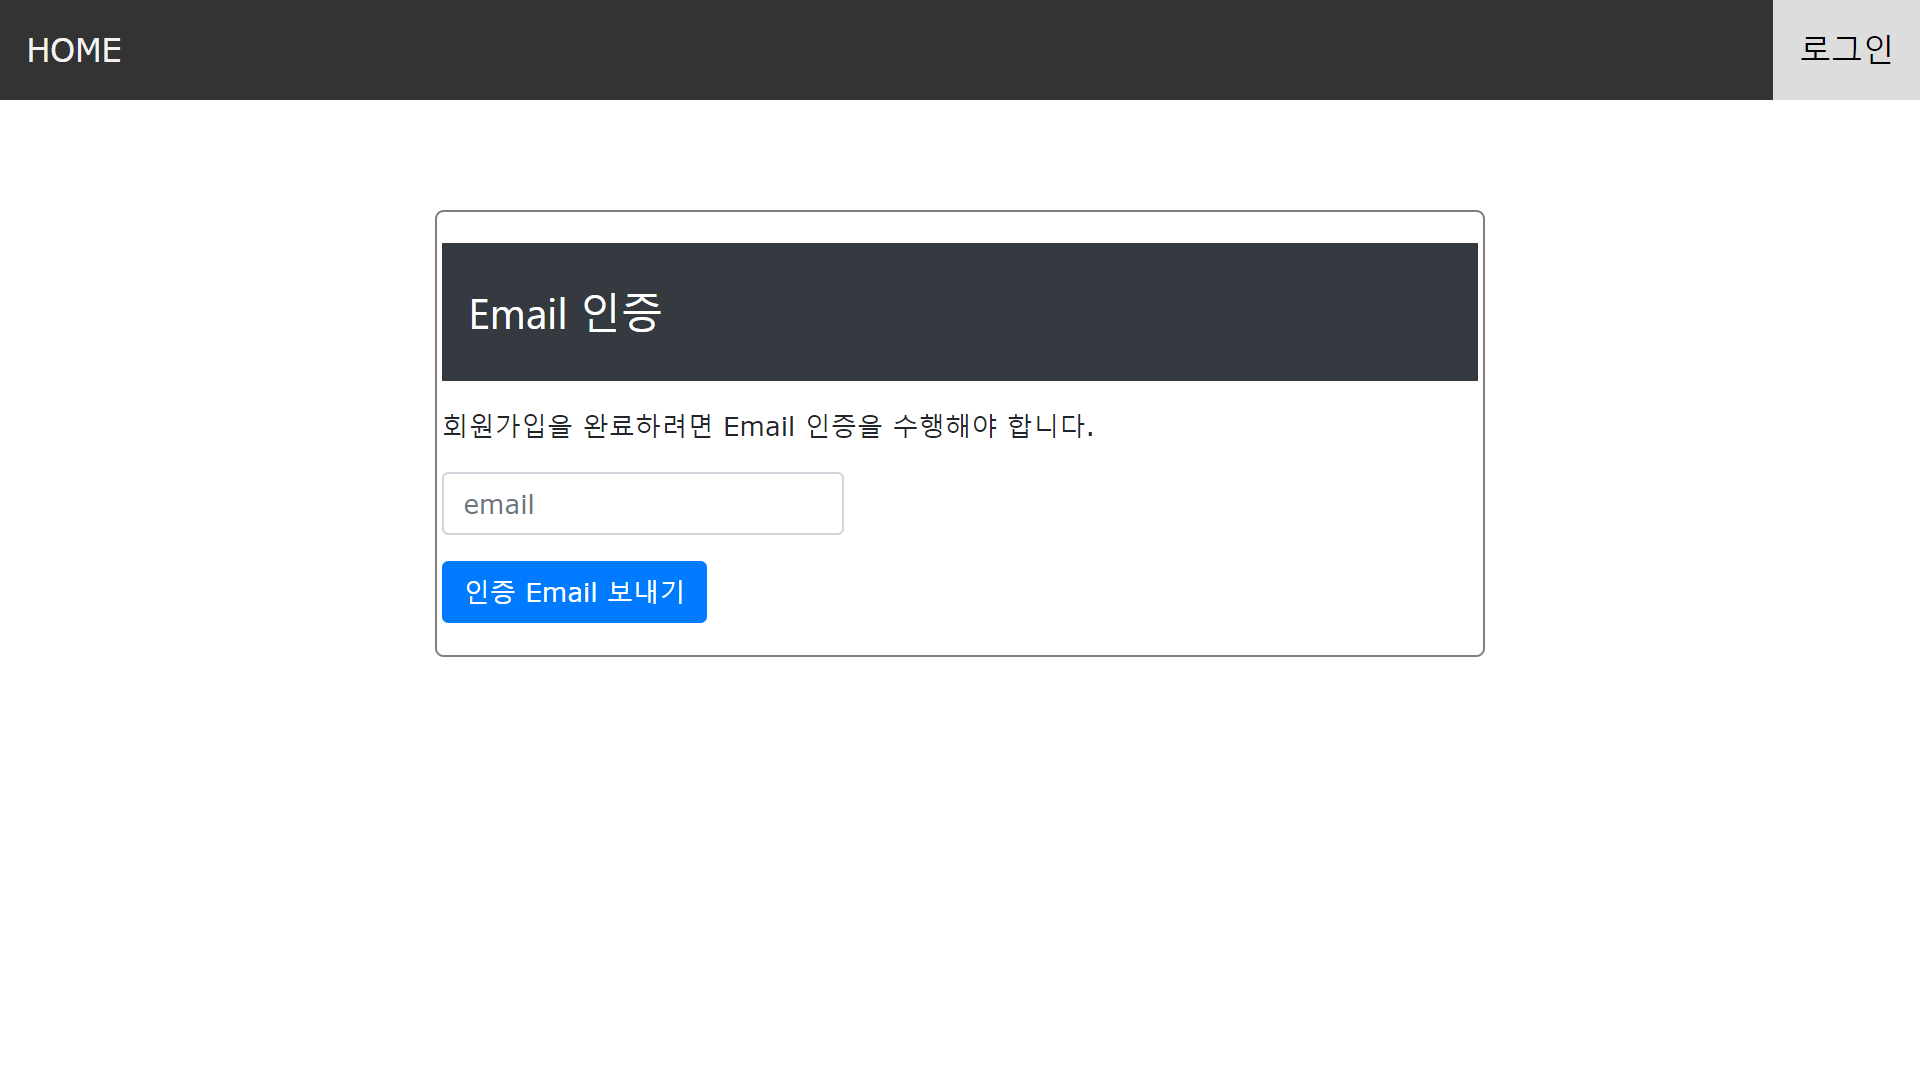 HOME
로그인
Email 인증
회원가입을 완료하려면 Email 인증을 수행해야 합니다.
email
인증 Email 보내기